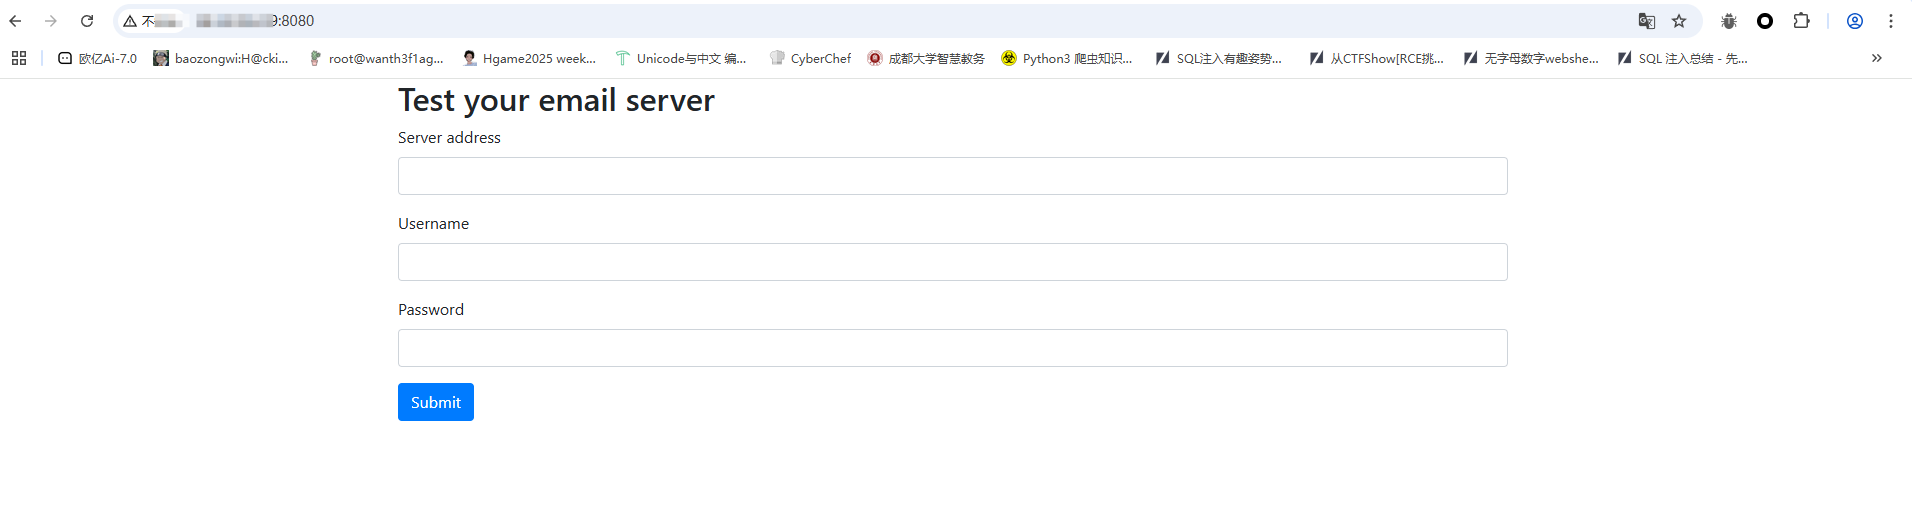 不 9:8080
欧亿Ai-7.0 baozongwi:H@cki... root@wanth3f1ag... Hgame2025 week... Unicode与中文 编... CyberChef 成都大学智慧教务 Python3 爬虫知识... SQL注入有趣姿势... 从CTFShow[RCE挑... 无字母数字webshe... SQL 注入总结 - 先...
Test your email server
Server address
Username
Password
Submit